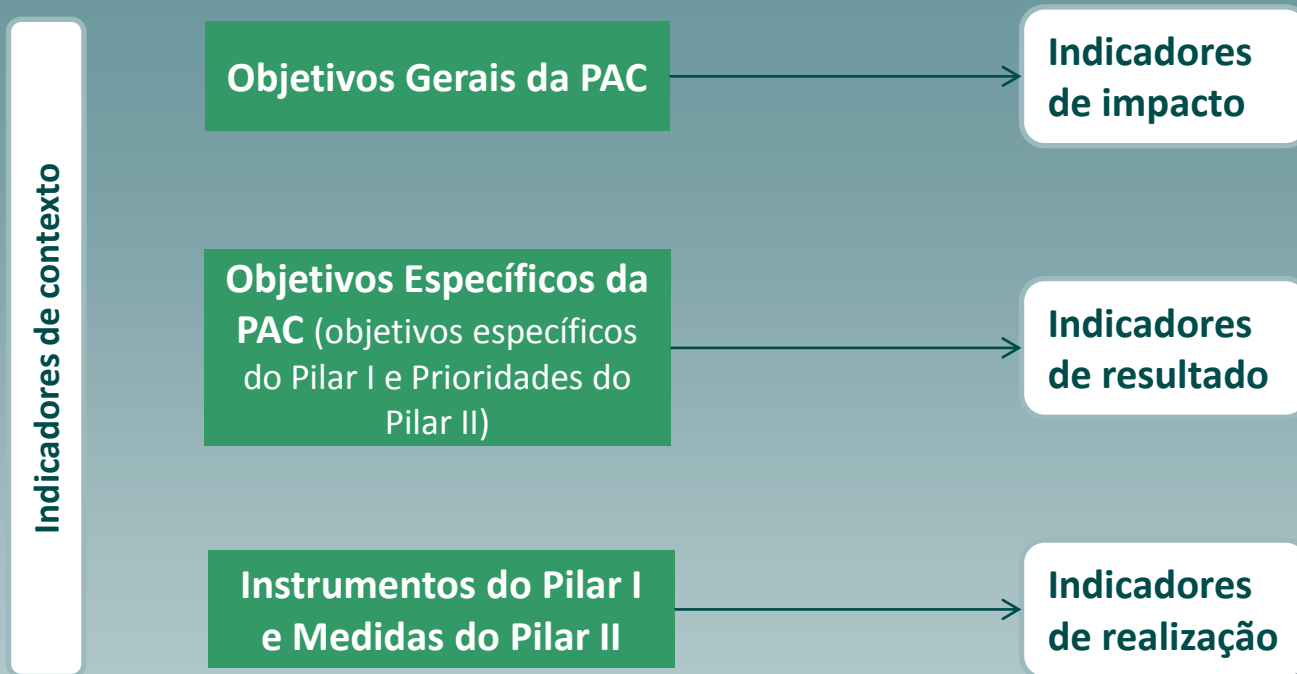 Indicadores de contexto
Objetivos Gerais da PAC
Indicadores
de impacto
Objetivos Específicos da
PAC (objetivos específicos
do Pilar I e Prioridades do
Pilar II)
Indicadores
de resultado
Instrumentos do Pilar I
e Medidas do Pilar II
Indicadores
de realização